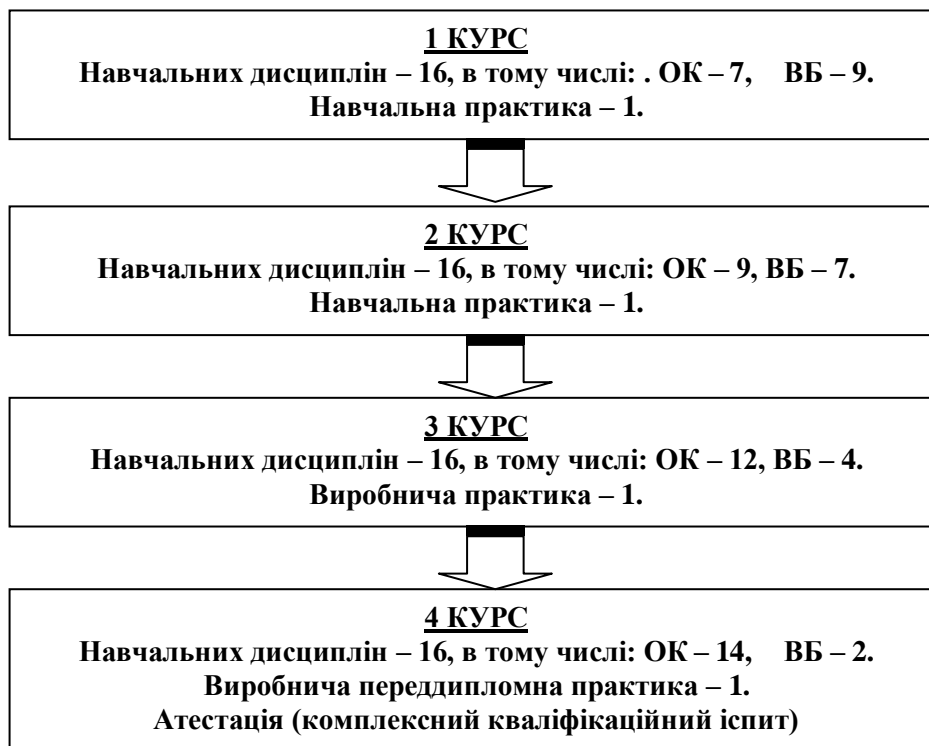 1 КУРС
Навчальних дисциплін – 16, в тому числі: . ОК – 7, ВБ – 9.
Навчальна практика – 1.
2 КУРС
Навчальних дисциплін – 16, в тому числі: ОК – 9, ВБ – 7.
Навчальна практика – 1.
3 КУРС
Навчальних дисциплін – 16, в тому числі: ОК – 12, ВБ – 4.
Виробнича практика – 1.
4 КУРС
Навчальних дисциплін – 16, в тому числі: ОК – 14, ВБ – 2.
Виробнича переддипломна практика – 1.
Атестація (комплексний кваліфікаційний іспит)